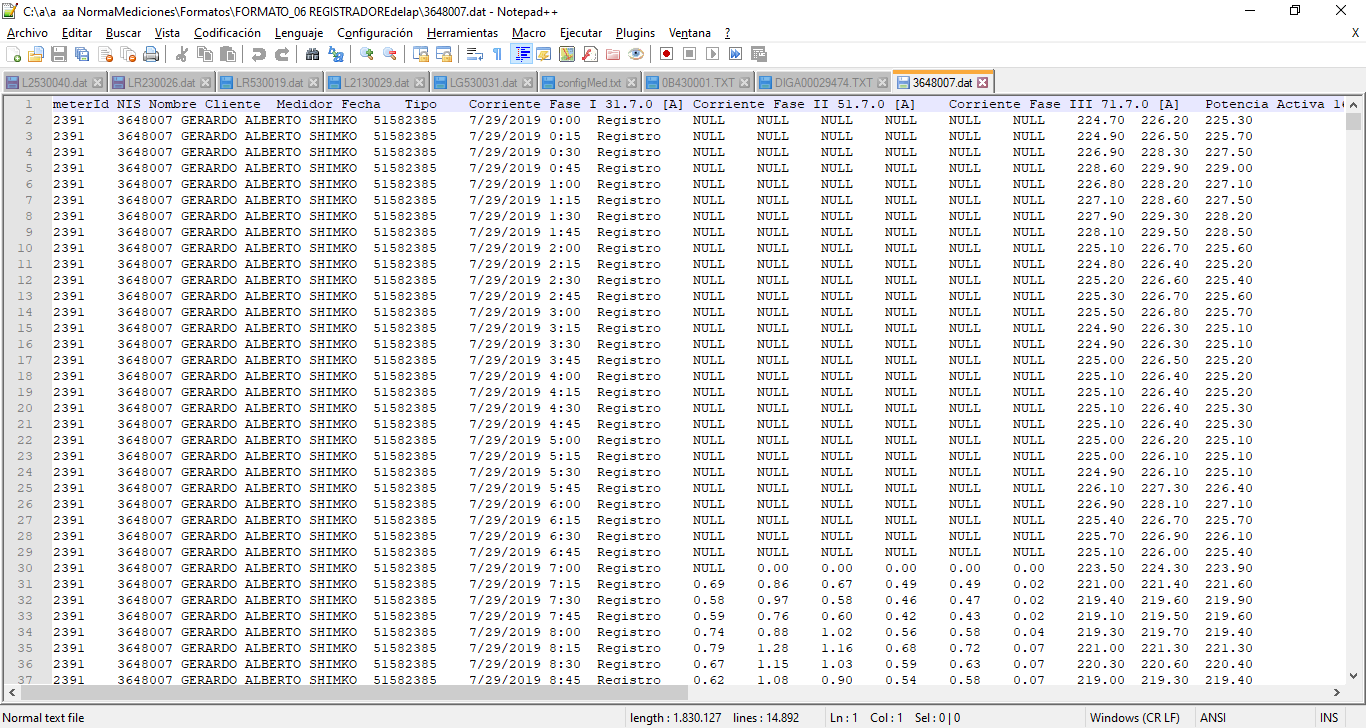 C:\a\a  aa NormaMediciones\Formatos\FORMATO_06 REGISTRADOREdelap\3648007.dat - Notepad++
Archivo Editar Buscar Vista Codificación Lenguaje Configuración Herramientas Macro Ejecutar Plugins Ventana ? X
L2530040.dat LR230026.dat LR530019.dat L2130029.dat LG530031.dat configMed.txt 0B430001.TXT DIGA00029474.TXT 3648007.dat
1 meterId NIS Nombre Cliente Medidor Fecha Tipo Corriente Fase I 31.7.0 [A] Corriente Fase II 51.7.0 [A] Corriente Fase III 71.7.0 [A] Potencia Activa 16
2 2391 3648007 GERARDO ALBERTO SHIMKO 51582385 7/29/2019 0:00 Registro NULL NULL NULL NULL NULL NULL 224.70 226.20 225.30
3 2391 3648007 GERARDO ALBERTO SHIMKO 51582385 7/29/2019 0:15 Registro NULL NULL NULL NULL NULL NULL 224.90 226.50 225.70
4 2391 3648007 GERARDO ALBERTO SHIMKO 51582385 7/29/2019 0:30 Registro NULL NULL NULL NULL NULL NULL 226.90 228.30 227.50
5 2391 3648007 GERARDO ALBERTO SHIMKO 51582385 7/29/2019 0:45 Registro NULL NULL NULL NULL NULL NULL 228.60 229.90 229.00
6 2391 3648007 GERARDO ALBERTO SHIMKO 51582385 7/29/2019 1:00 Registro NULL NULL NULL NULL NULL NULL 226.80 228.20 227.10
7 2391 3648007 GERARDO ALBERTO SHIMKO 51582385 7/29/2019 1:15 Registro NULL NULL NULL NULL NULL NULL 227.10 228.60 227.50
8 2391 3648007 GERARDO ALBERTO SHIMKO 51582385 7/29/2019 1:30 Registro NULL NULL NULL NULL NULL NULL 227.90 229.30 228.20
9 2391 3648007 GERARDO ALBERTO SHIMKO 51582385 7/29/2019 1:45 Registro NULL NULL NULL NULL NULL NULL 228.10 229.50 228.50
10 2391 3648007 GERARDO ALBERTO SHIMKO 51582385 7/29/2019 2:00 Registro NULL NULL NULL NULL NULL NULL 225.10 226.70 225.60
11 2391 3648007 GERARDO ALBERTO SHIMKO 51582385 7/29/2019 2:15 Registro NULL NULL NULL NULL NULL NULL 224.80 226.40 225.20
12 2391 3648007 GERARDO ALBERTO SHIMKO 51582385 7/29/2019 2:30 Registro NULL NULL NULL NULL NULL NULL 225.20 226.60 225.40
13 2391 3648007 GERARDO ALBERTO SHIMKO 51582385 7/29/2019 2:45 Registro NULL NULL NULL NULL NULL NULL 225.30 226.70 225.60
14 2391 3648007 GERARDO ALBERTO SHIMKO 51582385 7/29/2019 3:00 Registro NULL NULL NULL NULL NULL NULL 225.50 226.80 225.70
15 2391 3648007 GERARDO ALBERTO SHIMKO 51582385 7/29/2019 3:15 Registro NULL NULL NULL NULL NULL NULL 224.90 226.30 225.10
16 2391 3648007 GERARDO ALBERTO SHIMKO 51582385 7/29/2019 3:30 Registro NULL NULL NULL NULL NULL NULL 224.90 226.30 225.10
17 2391 3648007 GERARDO ALBERTO SHIMKO 51582385 7/29/2019 3:45 Registro NULL NULL NULL NULL NULL NULL 225.00 226.50 225.20
18 2391 3648007 GERARDO ALBERTO SHIMKO 51582385 7/29/2019 4:00 Registro NULL NULL NULL NULL NULL NULL 225.10 226.40 225.20
19 2391 3648007 GERARDO ALBERTO SHIMKO 51582385 7/29/2019 4:15 Registro NULL NULL NULL NULL NULL NULL 225.10 226.40 225.20
20 2391 3648007 GERARDO ALBERTO SHIMKO 51582385 7/29/2019 4:30 Registro NULL NULL NULL NULL NULL NULL 225.10 226.40 225.30
21 2391 3648007 GERARDO ALBERTO SHIMKO 51582385 7/29/2019 4:45 Registro NULL NULL NULL NULL NULL NULL 225.10 226.40 225.30
22 2391 3648007 GERARDO ALBERTO SHIMKO 51582385 7/29/2019 5:00 Registro NULL NULL NULL NULL NULL NULL 225.00 226.20 225.10
23 2391 3648007 GERARDO ALBERTO SHIMKO 51582385 7/29/2019 5:15 Registro NULL NULL NULL NULL NULL NULL 225.00 226.10 225.10
24 2391 3648007 GERARDO ALBERTO SHIMKO 51582385 7/29/2019 5:30 Registro NULL NULL NULL NULL NULL NULL 224.90 226.10 225.10
25 2391 3648007 GERARDO ALBERTO SHIMKO 51582385 7/29/2019 5:45 Registro NULL NULL NULL NULL NULL NULL 226.10 227.30 226.40
26 2391 3648007 GERARDO ALBERTO SHIMKO 51582385 7/29/2019 6:00 Registro NULL NULL NULL NULL NULL NULL 226.90 228.10 227.10
27 2391 3648007 GERARDO ALBERTO SHIMKO 51582385 7/29/2019 6:15 Registro NULL NULL NULL NULL NULL NULL 225.40 226.70 225.70
28 2391 3648007 GERARDO ALBERTO SHIMKO 51582385 7/29/2019 6:30 Registro NULL NULL NULL NULL NULL NULL 225.70 226.90 226.10
29 2391 3648007 GERARDO ALBERTO SHIMKO 51582385 7/29/2019 6:45 Registro NULL NULL NULL NULL NULL NULL 225.10 226.00 225.40
30 2391 3648007 GERARDO ALBERTO SHIMKO 51582385 7/29/2019 7:00 Registro NULL 0.00 0.00 0.00 0.00 0.00 223.50 224.30 223.90
31 2391 3648007 GERARDO ALBERTO SHIMKO 51582385 7/29/2019 7:15 Registro 0.69 0.86 0.67 0.49 0.49 0.02 221.00 221.40 221.60
32 2391 3648007 GERARDO ALBERTO SHIMKO 51582385 7/29/2019 7:30 Registro 0.58 0.97 0.58 0.46 0.47 0.02 219.40 219.60 219.90
33 2391 3648007 GERARDO ALBERTO SHIMKO 51582385 7/29/2019 7:45 Registro 0.59 0.76 0.60 0.42 0.43 0.02 219.10 219.50 219.60
34 2391 3648007 GERARDO ALBERTO SHIMKO 51582385 7/29/2019 8:00 Registro 0.74 0.88 1.02 0.56 0.58 0.04 219.30 219.70 219.40
35 2391 3648007 GERARDO ALBERTO SHIMKO 51582385 7/29/2019 8:15 Registro 0.79 1.28 1.16 0.68 0.72 0.07 221.00 221.30 221.30
36 2391 3648007 GERARDO ALBERTO SHIMKO 51582385 7/29/2019 8:30 Registro 0.67 1.15 1.03 0.59 0.63 0.07 220.30 220.60 220.40
37 2391 3648007 GERARDO ALBERTO SHIMKO 51582385 7/29/2019 8:45 Registro 0.62 1.08 0.90 0.54 0.58 0.07 219.00 219.30 219.40
Normal text file length : 1.830.127 lines : 14.892 Ln : 1 Col : 1 Sel : 0 | 0 Windows (CR LF) ANSI INS